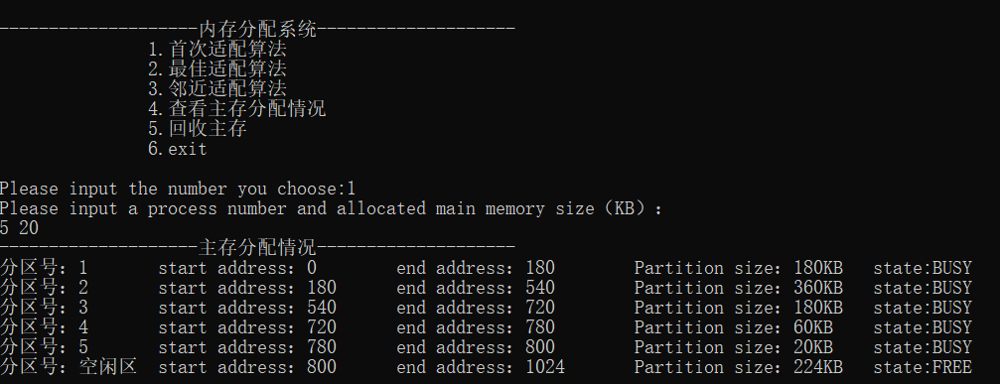 --------------------内存分配系统--------------------
1.首次适配算法
2.最佳适配算法
3.邻近适配算法
4.查看主存分配情况
5.回收主存
6.exit
Please input the number you choose:1
Please input a process number and allocated main memory size（KB）：
5 20
--------------------主存分配情况--------------------
分区号：1 start address：0 end address：180 Partition size：180KB state:BUSY
分区号：2 start address：180 end address：540 Partition size：360KB state:BUSY
分区号：3 start address：540 end address：720 Partition size：180KB state:BUSY
分区号：4 start address：720 end address：780 Partition size：60KB state:BUSY
分区号：5 start address：780 end address：800 Partition size：20KB state:BUSY
分区号：空闲区 start address：800 end address：1024 Partition size：224KB state:FREE